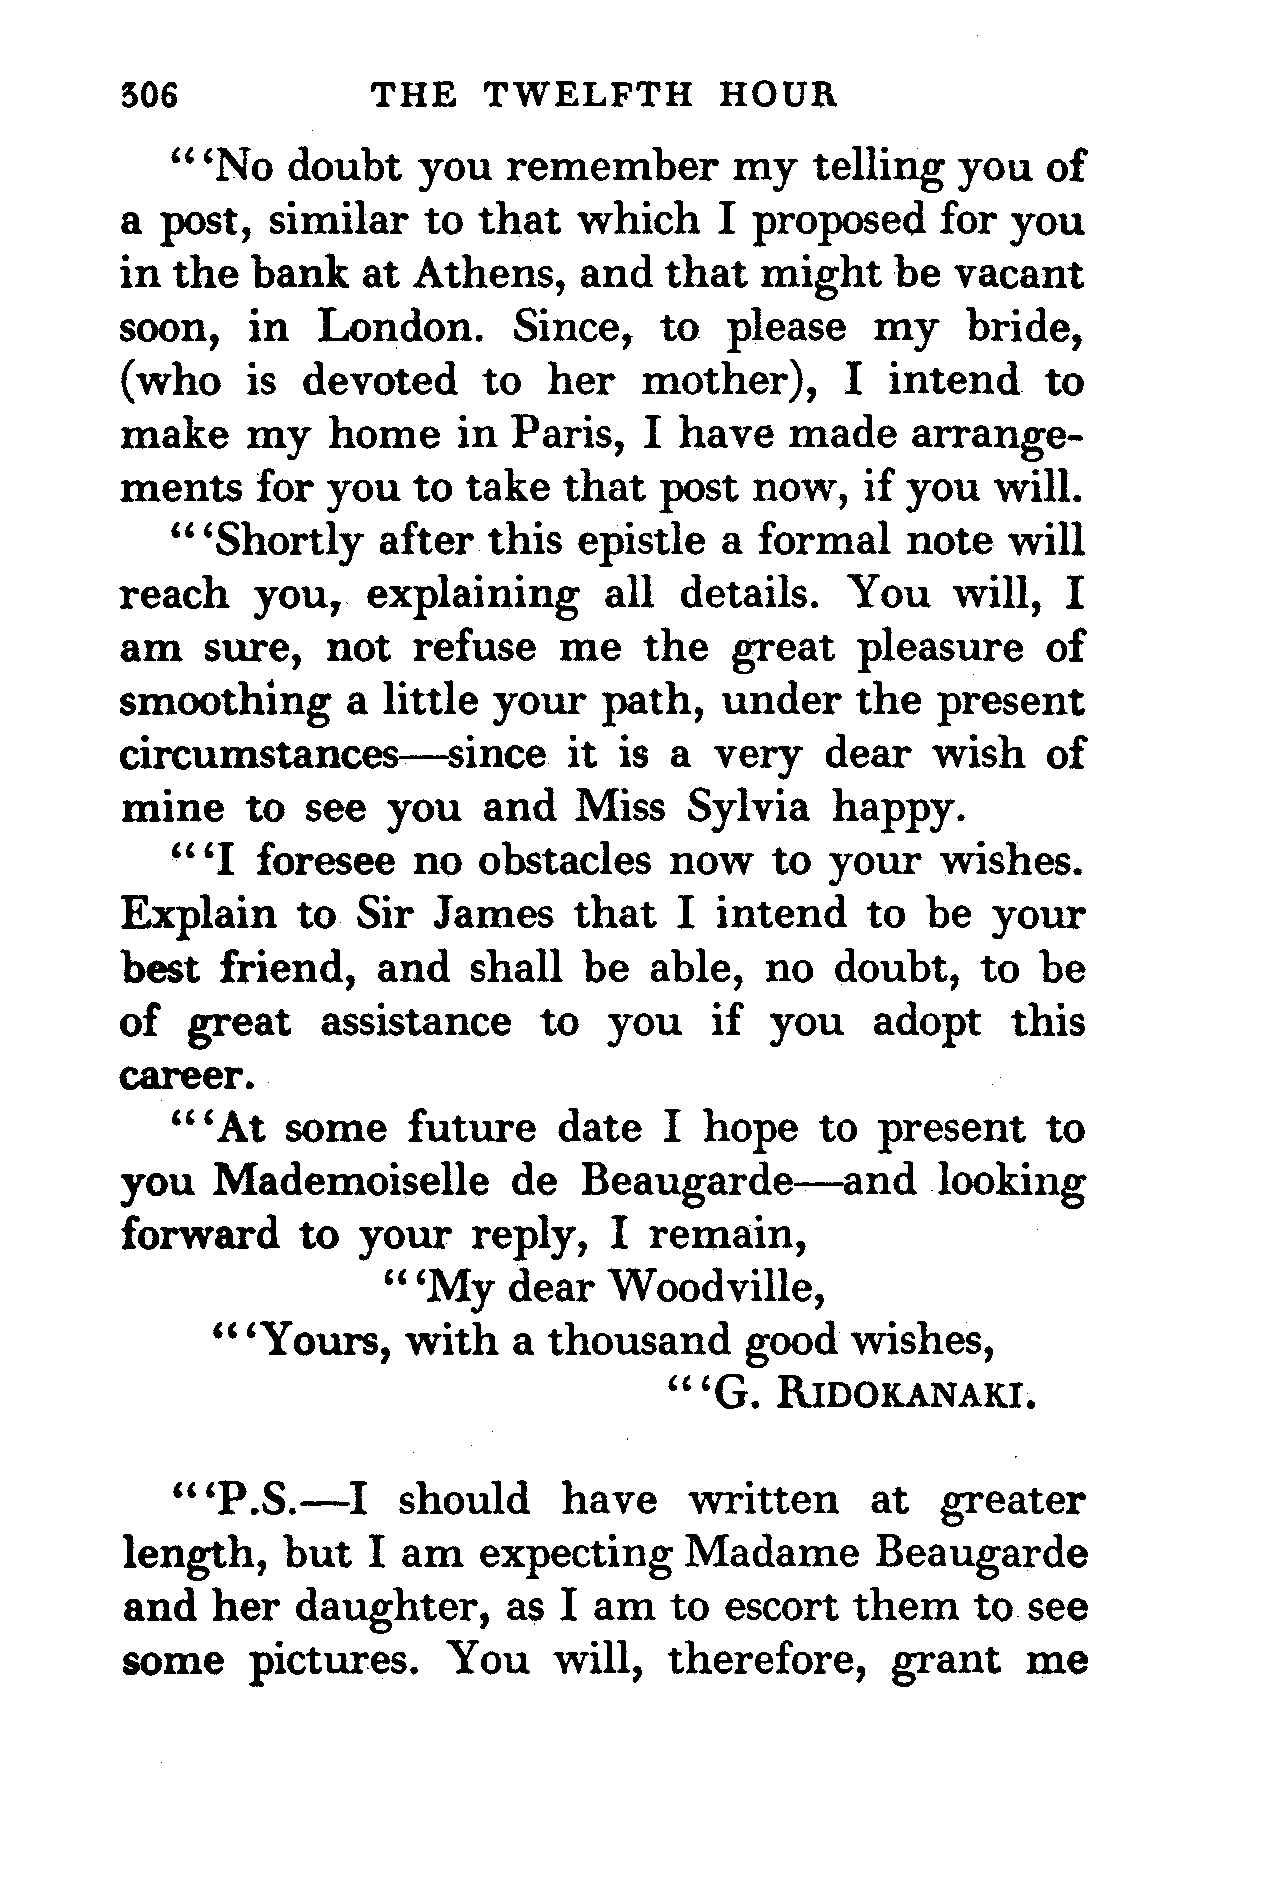 306 THE TWELFTH HOUR
“‘No doubt you remember my telling you of
a post, similar to that which I proposed for you
in the bank at Athens, and that might be vacant
soon, in London. Since, to please my bride,
(who is devoted to her mother), I intend to
make my home in Paris, I have made arrange-
ments for you to take that post now, if you will.
“‘Shortly after this epistle a formal note will
reach you, explaining all details. You will, I
am sure, not refuse me the great pleasure of
smoothing a little your path, under the present
circumstances—since it is a very dear wish of
mine to see you and Miss Sylvia happy.
“‘I foresee no obstacles now to your wishes.
Explain to Sir James that I intend to be your
best friend, and shall be able, no doubt, to be
of great assistance to you if you adopt this
career.
“‘At some future date I hope to present to
you Mademoiselle de Beaugarde—and looking
forward to your reply, I remain,
“‘My dear Woodville,
“‘Yours, with a thousand good wishes,
“‘G. RIDOKANAKI.
“‘P.S.—I should have written at greater
length, but I am expecting Madame Beaugarde
and her daughter, as I am to escort them to see
some pictures. You will, therefore, grant me